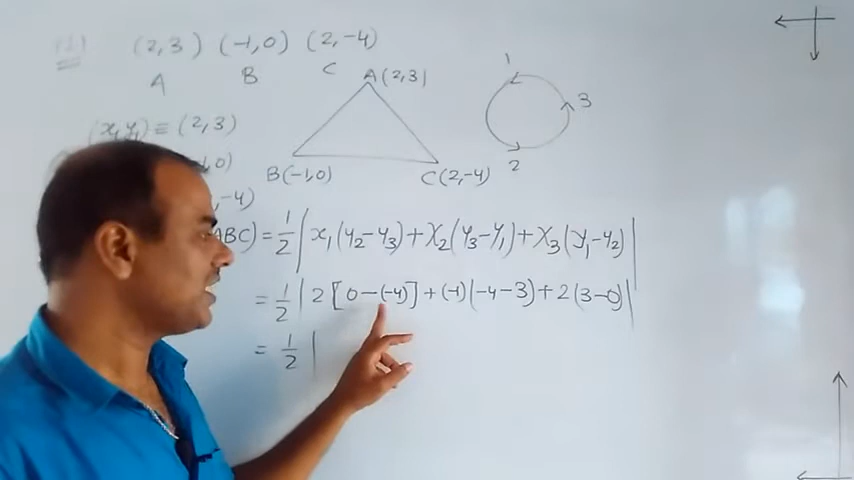 (2,3) (-1,0) (2,-4)
A B C
A(2,3)
B(-1,0) C(2,-4)
1
3
2
(x₁,y₁) ≡ (2,3)
,0)
,-4)
ABC) = 1/2 | x₁(y₂-y₃)+x₂(y₃-y₁)+x₃(y₁-y₂)|
= 1/2 | 2 [0-(-4)] + (-1)(-4-3)+2(3-0)|
= 1/2 |